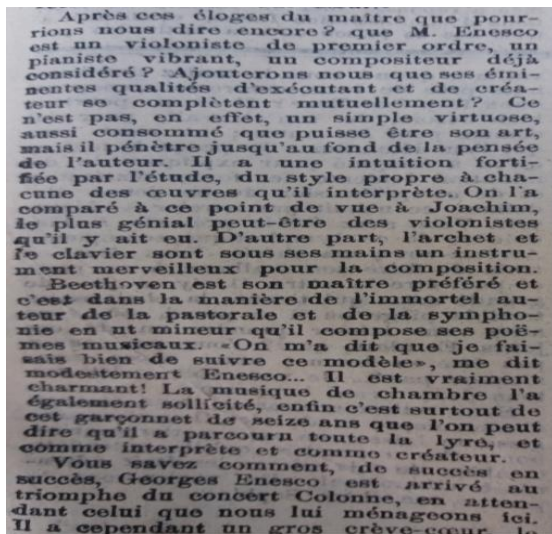 Après ces éloges du maître que pour-
rions nous dire encore? que M. Enesco
est un violoniste de premier ordre, un
pianiste vibrant, un compositeur déjà
considéré? Ajouterons nous que ses émi-
nentes qualités d'exécutant et de créa-
teur se complètent mutuellement? Ce
n'est pas, en effet, un simple virtuose,
aussi consommé que puisse être son art,
mais il pénètre jusqu'au fond de la pensée
de l'auteur. Il a une intuition forti-
fiée par l'étude, du style propre à cha-
cune des œuvres qu'il interprète. On l'a
comparé à ce point de vue à Joachim,
le plus génial peut-être des violonistes
qu'il y ait eu. D'autre part, l'archet et
le clavier sont sous ses mains un instru-
ment merveilleux pour la composition.
Beethoven est son maître préféré et
c'est dans la manière de l'immortel au-
teur de la pastorale et de la sympho-
nie en ut mineur qu'il compose ses poë-
mes musicaux. «On m'a dit que je fai-
sais bien de suivre ce modèle», me dit
modestement Enesco... Il est vraiment
charmant! La musique de chambre l'a
également sollicité, enfin c'est surtout de
cet garçonnet de seize ans que l'on peut
dire qu'il a parcouru toute la lyre, et
comme interprète et comme créateur.
Vous savez comment, de succès en
succès, Georges Enesco est arrivé au
triomphe du concert Colonne, en atten-
dant celui que nous lui ménageons ici.
Il a cependant un gros crève-cœur le